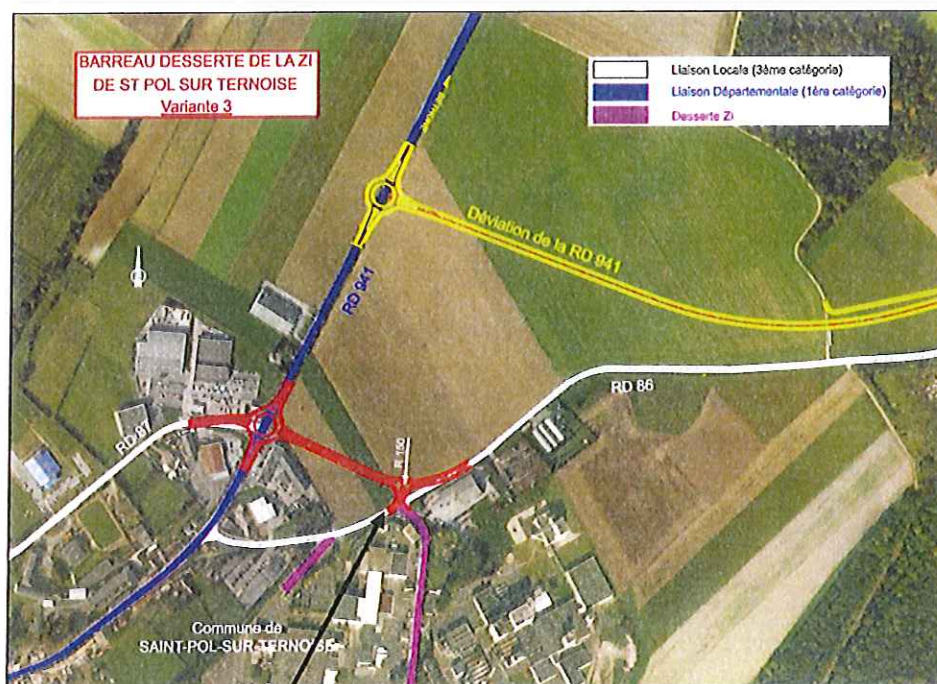 BARREAU DESSERTE DE LA ZI
DE ST POL SUR TERNOISE
Variante 3
Liaison Locale (3ème catégorie)
Liaison Départementale (1ère catégorie)
Desserte Zi
Déviation de la RD 941
RD 941
RD 86
RD 87
R 150
Commune de
SAINT-POL-SUR-TERNOISE